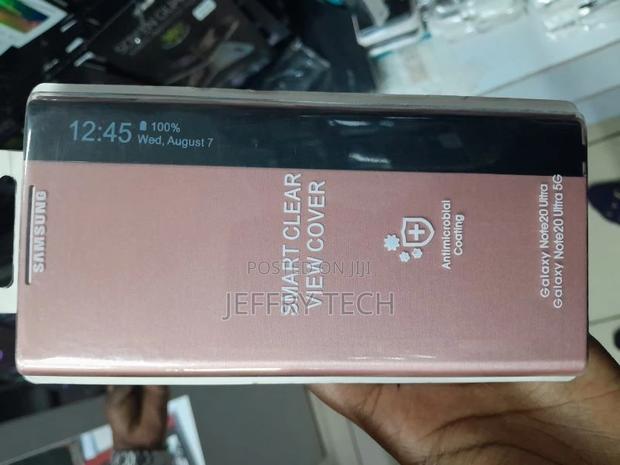 12:45 100%
Wed, August 7
SAMSUNG
SMART CLEAR
VIEW COVER
Antimicrobial
Coating
Galaxy Note20 Ultra
Galaxy Note20 Ultra 5G
POSTED ON JIJI
JEFFIX TECH